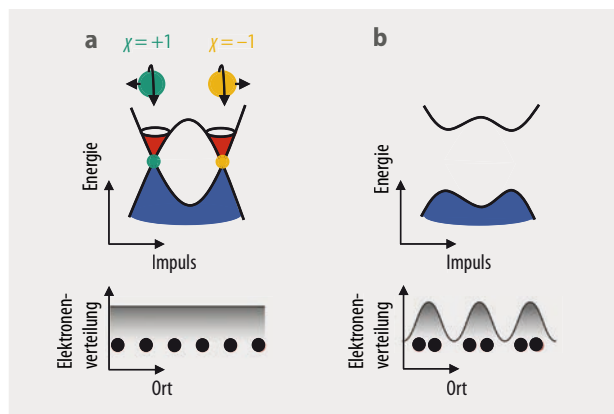 a
χ = +1
χ = −1
Energie
Impuls
Elektronen-
verteilung
Ort
b
Energie
Impuls
Elektronen-
verteilung
Ort